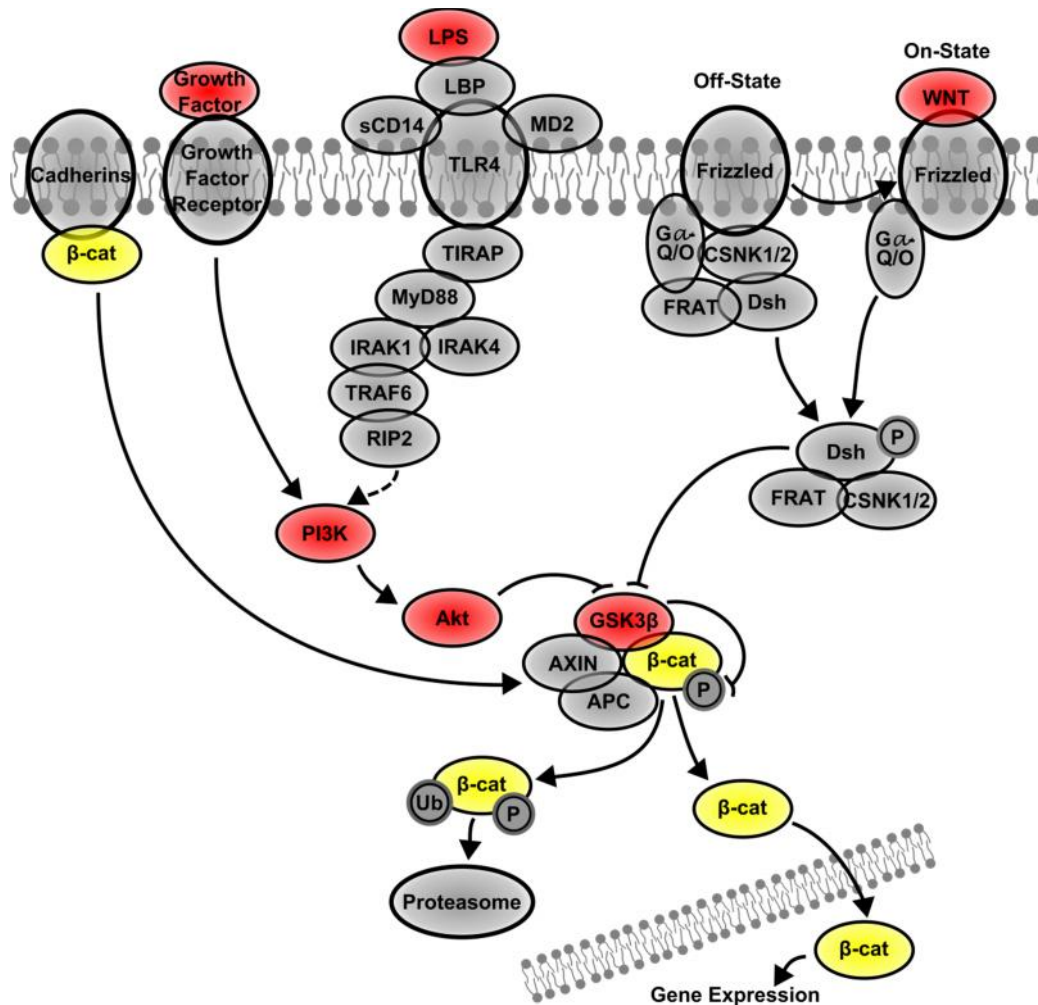 LPS
On-State
Growth
Factor
LBP
Off-State
WNT
sCD14
MD2
Cadherins
Growth
Factor
Receptor
TLR4
Frizzled
Frizzled
β-cat
TIRAP
Gα-
Q/O
CSNK1/2
Gα-
Q/O
MyD88
FRAT
Dsh
IRAK1
IRAK4
TRAF6
RIP2
Dsh
P
FRAT
CSNK1/2
PI3K
Akt
GSK3β
AXIN
β-cat
P
APC
β-cat
Ub
P
β-cat
Proteasome
β-cat
Gene Expression